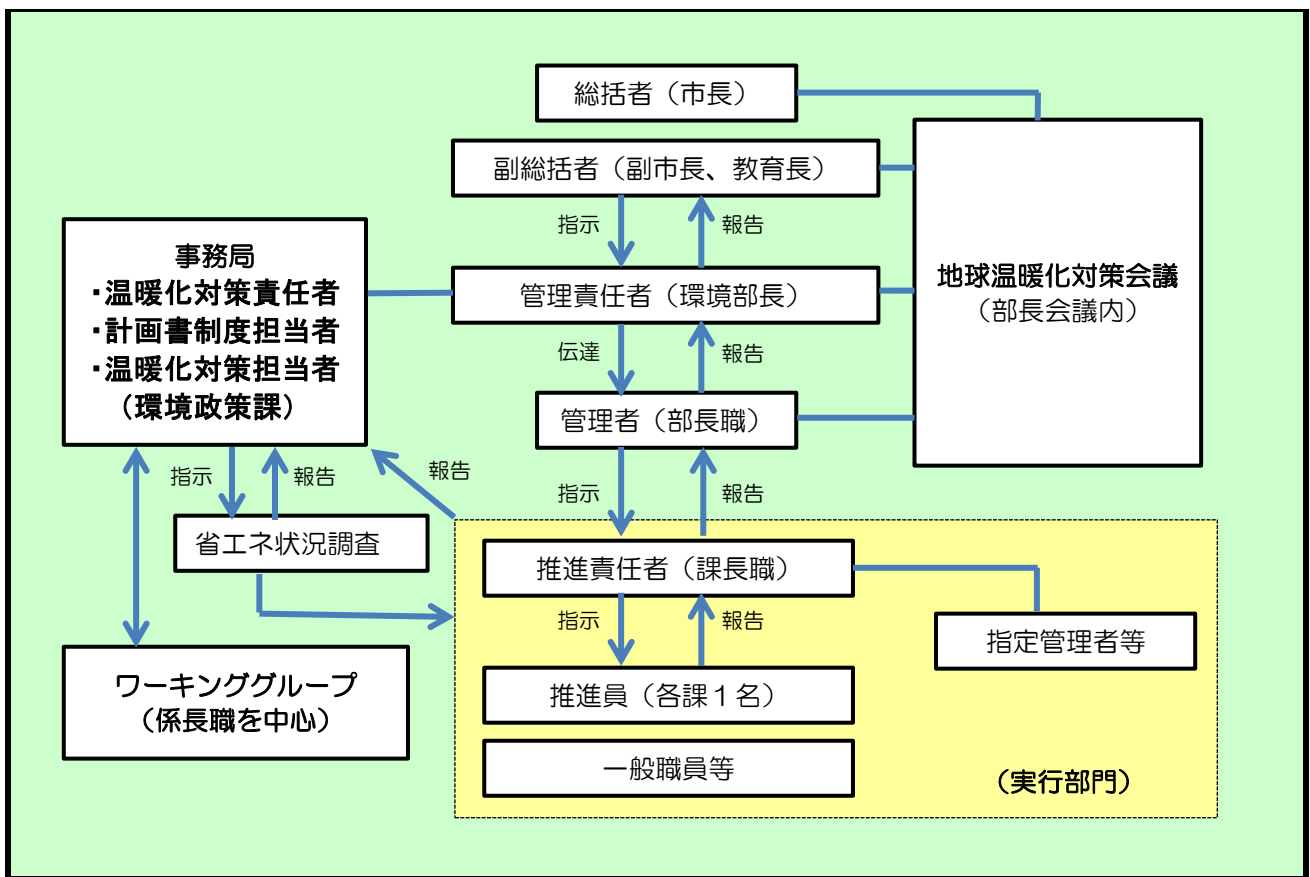 総括者（市長）
副総括者（副市長、教育長）
指示
報告
事務局
・温暖化対策責任者
・計画書制度担当者
・温暖化対策担当者
（環境政策課）
管理責任者（環境部長）
地球温暖化対策会議
（部長会議内）
伝達
報告
管理者（部長職）
指示
報告
報告
指示
報告
省エネ状況調査
推進責任者（課長職）
指示
報告
指定管理者等
ワーキンググループ
（係長職を中心）
推進員（各課１名）
一般職員等
（実行部門）